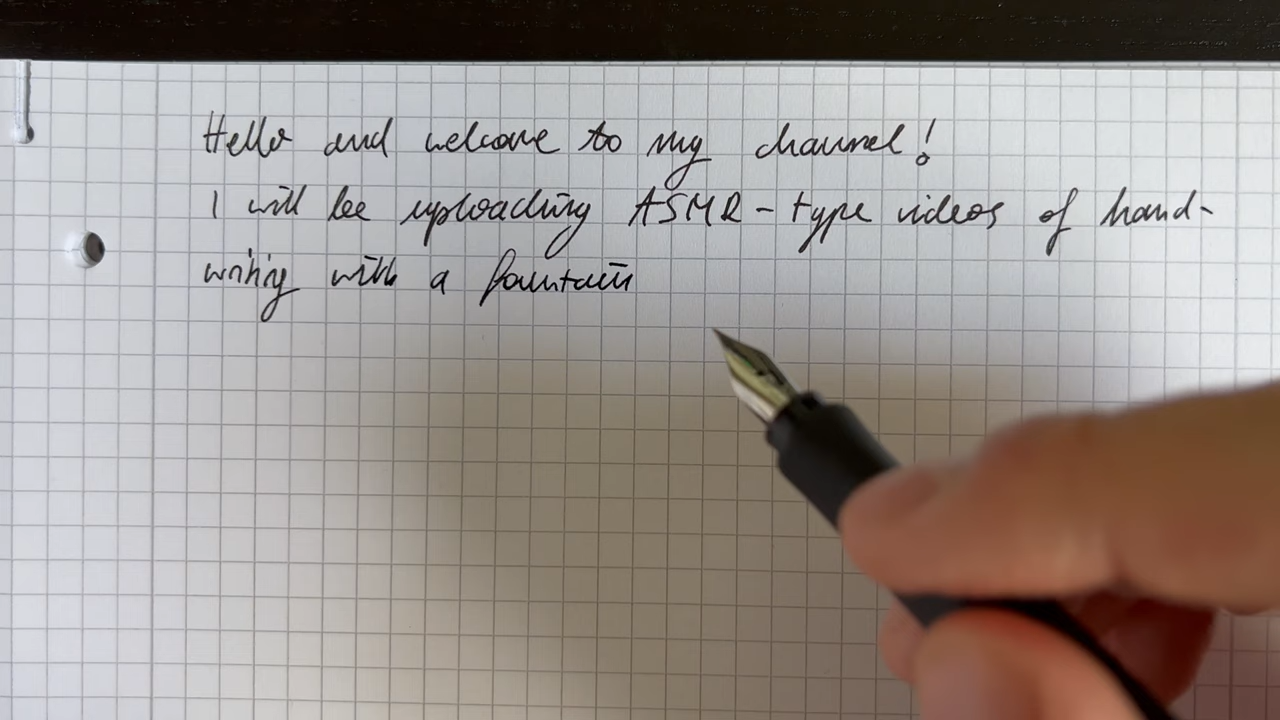 Hello and welcome to my channel!
I will be uploading ASMR-type videos of hand-
writing with a fountain